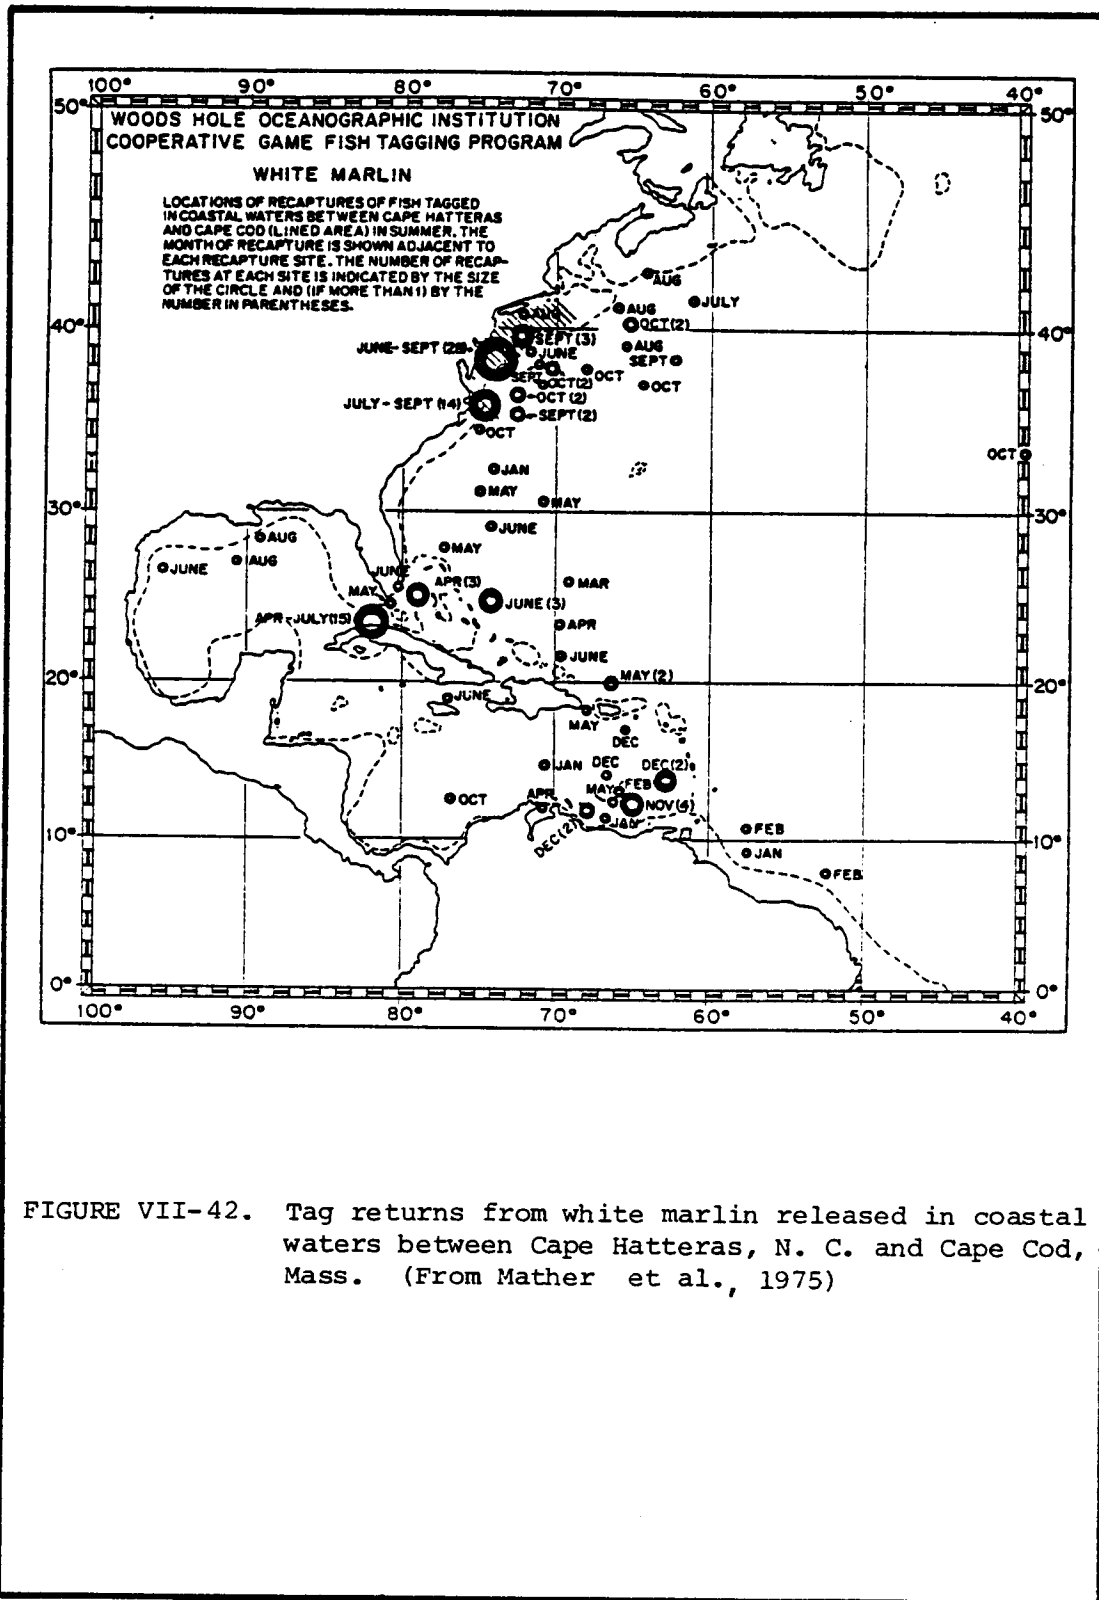 100° 90° 80° 70° 60° 40°
50° 50°
WOODS HOLE OCEANOGRAPHIC INSTITUTION
COOPERATIVE GAME FISH TAGGING PROGRAM
WHITE MARLIN
LOCATIONS OF RECAPTURES OF FISH TAGGED
IN COASTAL WATERS BETWEEN CAPE HATTERAS
AND CAPE COD (LINED AREA) IN SUMMER. THE
MONTH OF RECAPTURE IS SHOWN ADJACENT TO
EACH RECAPTURE SITE. THE NUMBER OF RECAP-
TURES AT EACH SITE IS INDICATED BY THE SIZE
OF THE CIRCLE AND (IF MORE THAN 1) BY THE
NUMBER IN PARENTHESES.
AUG
JULY
AUG AUG
OCT(2)
40° 40°
SEPT(3)
AUG
JUNE-SEPT (28) JUNE
SEPT
SEPT OCT
OCT(2) OCT
OCT(2)
JULY-SEPT (14)
SEPT(2)
OCT
OCT
JAN
MAY
MAY
30° 30°
JUNE
AUG
MAY
AUG
JUNE
JUNE
APR(3) MAR
MAY
JUNE(3)
APR-JULY(15) APR
JUNE
MAY(2)
20° 20°
JUNE
MAY
DEC
JAN DEC DEC(2)
FEB
MAY
APR
OCT NOV(4)
JAN
DEC(2)
FEB
10° 10°
JAN
FEB
0° 0°
100° 90° 80° 70° 60° 50° 40°
FIGURE VII-42. Tag returns from white marlin released in coastal
waters between Cape Hatteras, N. C. and Cape Cod,
Mass. (From Mather et al., 1975)